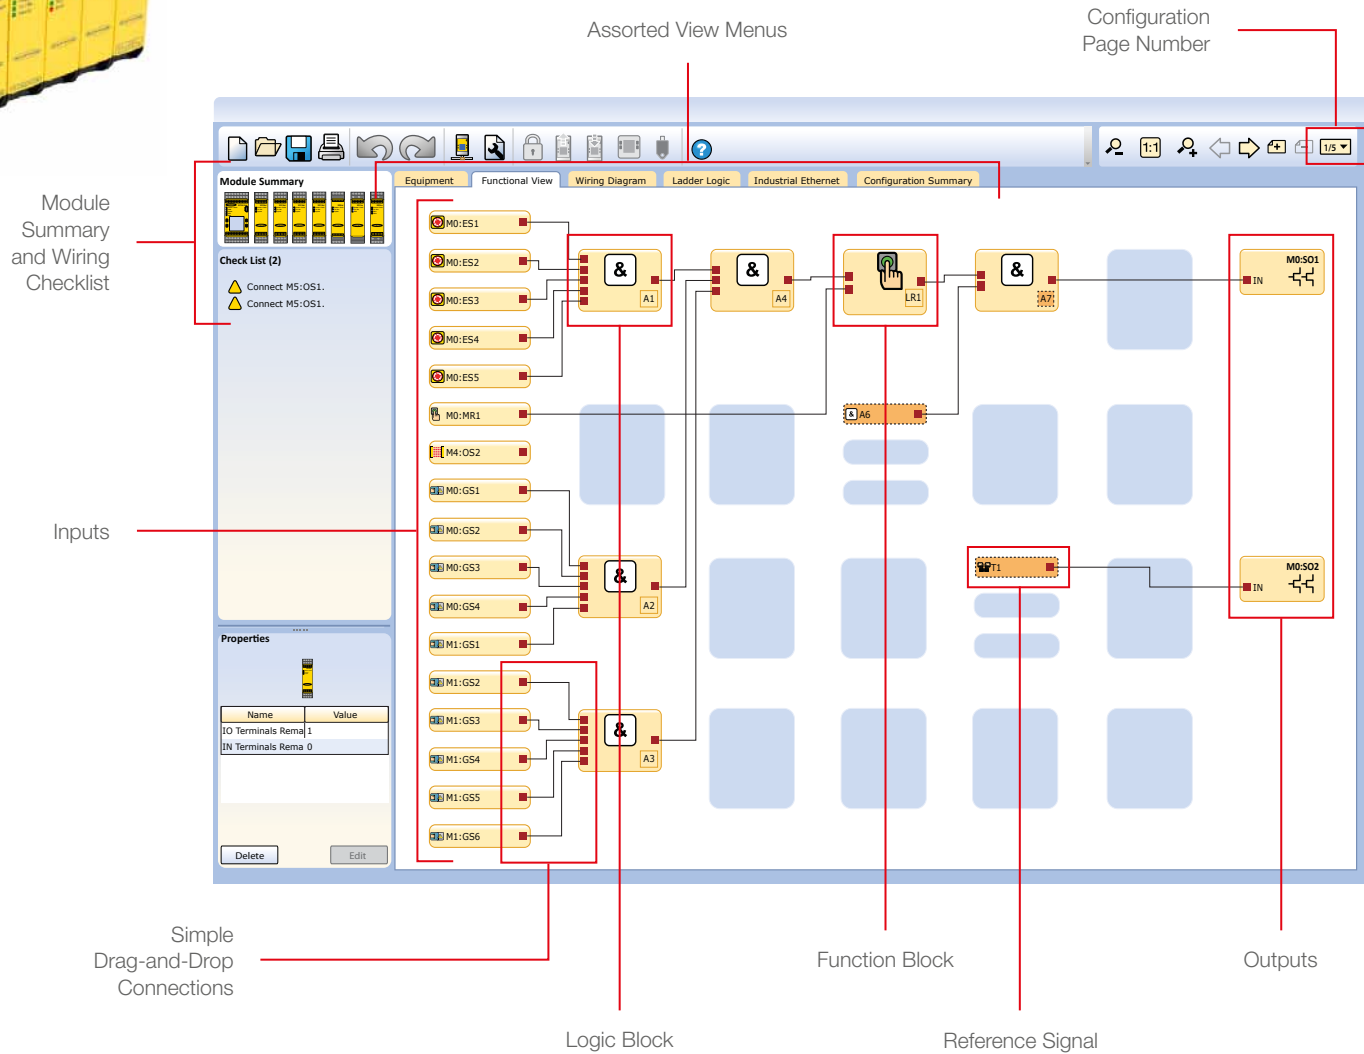 Assorted View Menus
Configuration
Page Number
1:1
1/5
Module
Summary
and Wiring
Checklist
Module Summary
Equipment
Functional View
Wiring Diagram
Ladder Logic
Industrial Ethernet
Configuration Summary
Check List (2)
Connect M5:OS1.
Connect M5:OS1.
M0:ES1
M0:ES2
M0:ES3
M0:ES4
M0:ES5
M0:MR1
M4:OS2
M0:GS1
M0:GS2
M0:GS3
M0:GS4
M1:GS1
M1:GS2
M1:GS3
M1:GS4
M1:GS5
M1:GS6
&
A1
&
A4
LR1
&
A7
M0:SO1
IN
& A6
&
A2
T1
M0:SO2
IN
&
A3
Inputs
Properties
Name Value
IO Terminals Rema 1
IN Terminals Rema 0
Delete
Edit
Simple
Drag-and-Drop
Connections
Function Block
Outputs
Logic Block
Reference Signal